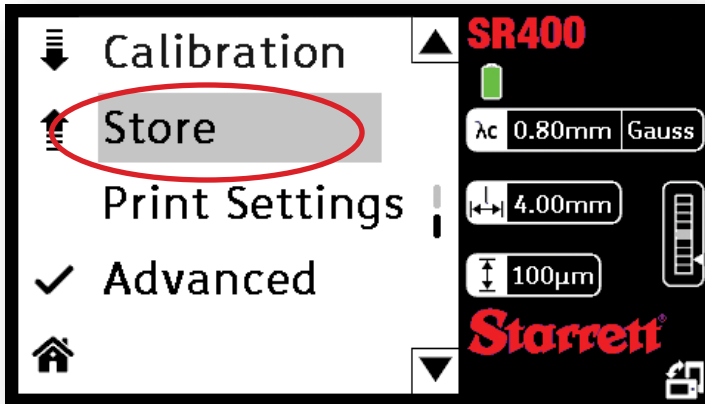 Calibration
Store
Print Settings
Advanced
SR400
λc 0.80mm Gauss
4.00mm
100µm
Starrett®